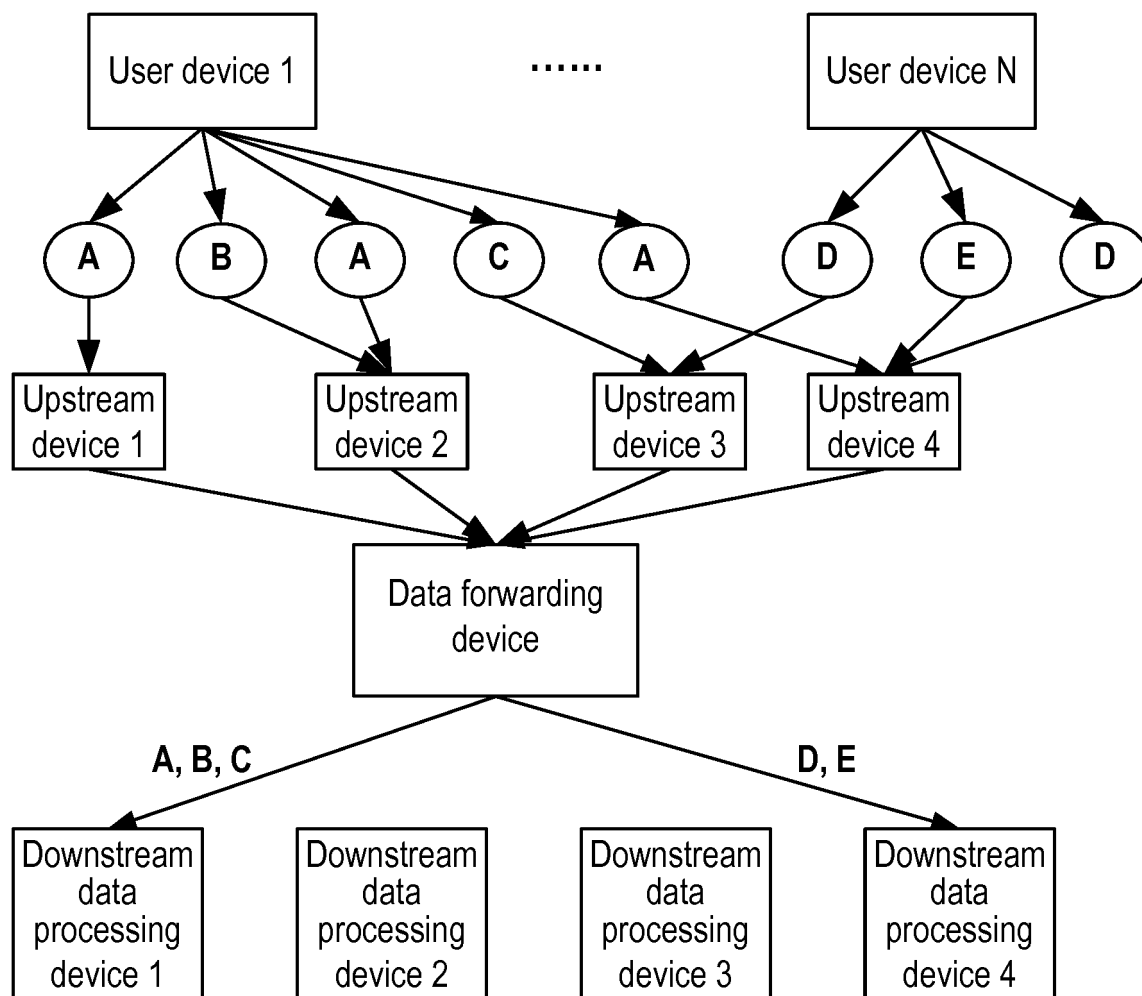 User device 1
......
User device N
A
B
A
C
A
D
E
D
Upstream
device 1
Upstream
device 2
Upstream
device 3
Upstream
device 4
Data forwarding
device
A, B, C
D, E
Downstream
data
processing
device 1
Downstream
data
processing
device 2
Downstream
data
processing
device 3
Downstream
data
processing
device 4